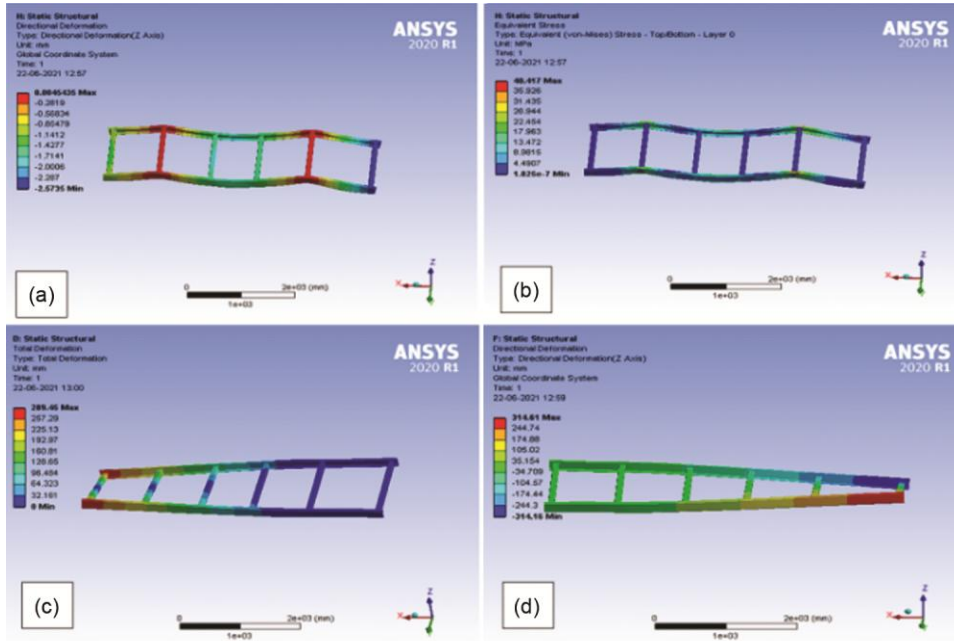 H: Static Structural
Directional Deformation
Type: Directional Deformation(Z Axis)
Unit: mm
Global Coordinate System
Time: 1
22-06-2021 12:57
0.0045435 Max
-0.2819
-0.56834
-0.85479
-1.1412
-1.4277
-1.7141
-2.0006
-2.287
-2.5735 Min
ANSYS
2020 R1
0
2e+03 (mm)
1e+03
X
Z
Y
(a)
H: Static Structural
Equivalent Stress
Type: Equivalent (von-Mises) Stress - Top/Bottom - Layer 0
Unit: MPa
Time: 1
22-06-2021 12:57
40.417 Max
35.926
31.435
26.944
22.454
17.963
13.472
8.9815
4.4907
Min
ANSYS
2020 R1
0
2e+03 (mm)
1e+03
X
Z
Y
(b)
D: Static Structural
Total Deformation
Type: Total Deformation
Unit: mm
Time: 1
22-06-2021 13:00
289.45 Max
257.29
225.13
192.97
160.81
128.65
96.484
64.323
32.161
0 Min
ANSYS
2020 R1
0
2e+03 (mm)
1e+03
X
Z
Y
(c)
F: Static Structural
Directional Deformation
Type: Directional Deformation(Z Axis)
Unit: mm
Global Coordinate System
Time: 1
22-06-2021 12:59
314.61 Max
244.74
174.88
105.02
35.154
-34.709
-104.57
-174.44
-244.3
-314.16 Min
ANSYS
2020 R1
0
2e+03 (mm)
1e+03
X
Z
Y
(d)